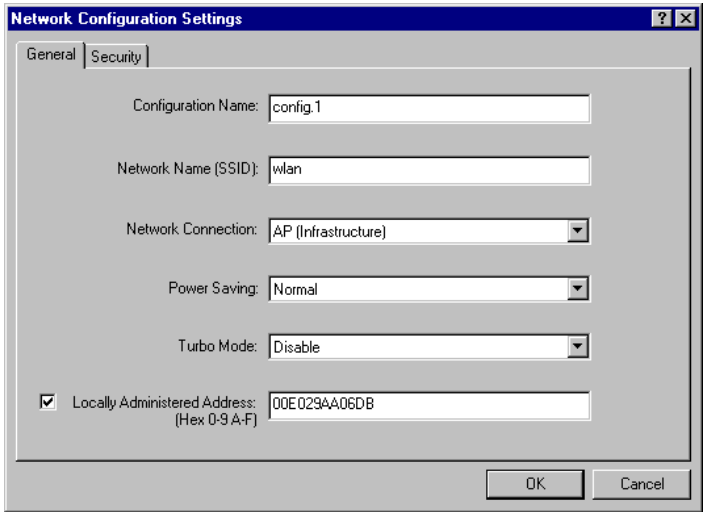 Network Configuration Settings
General Security
Configuration Name: config.1
Network Name (SSID): wlan
Network Connection: AP (Infrastructure)
Power Saving: Normal
Turbo Mode: Disable
Locally Administered Address: 00E029AA06DB
(Hex 0-9 A-F)
OK Cancel